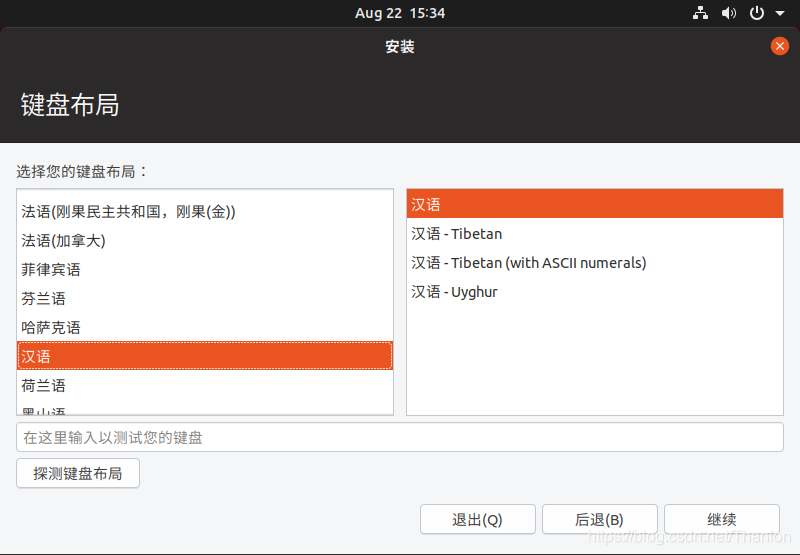 Aug 22 15:34
安装
键盘布局
选择您的键盘布局：
法语(刚果民主共和国，刚果(金))
法语(加拿大)
菲律宾语
芬兰语
哈萨克语
汉语
荷兰语
黑山语
汉语
汉语 - Tibetan
汉语 - Tibetan (with ASCII numerals)
汉语 - Uyghur
在这里输入以测试您的键盘
探测键盘布局
退出(Q)
后退(B)
继续
https://blog.csdn.net/Thanlon